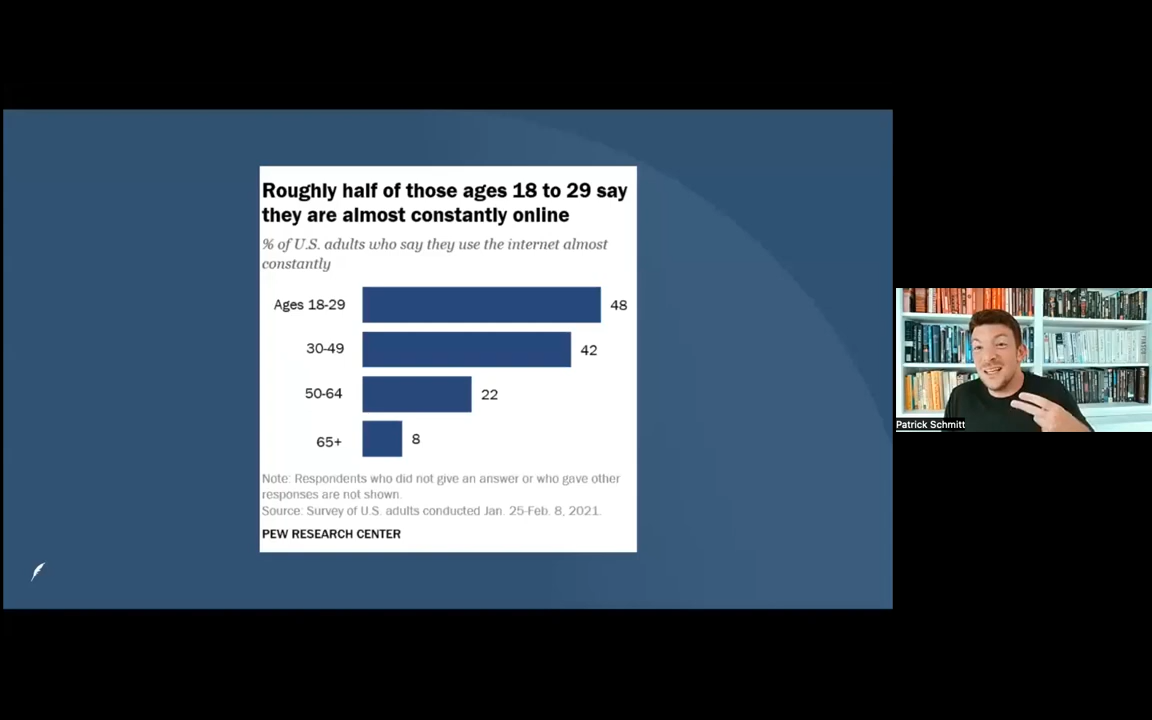 Roughly half of those ages 18 to 29 say
they are almost constantly online
% of U.S. adults who say they use the internet almost
constantly
Ages 18-29 48
30-49 42
50-64 22
65+ 8
Note: Respondents who did not give an answer or who gave other
responses are not shown.
Source: Survey of U.S. adults conducted Jan. 25-Feb. 8, 2021.
PEW RESEARCH CENTER
Patrick Schmitt